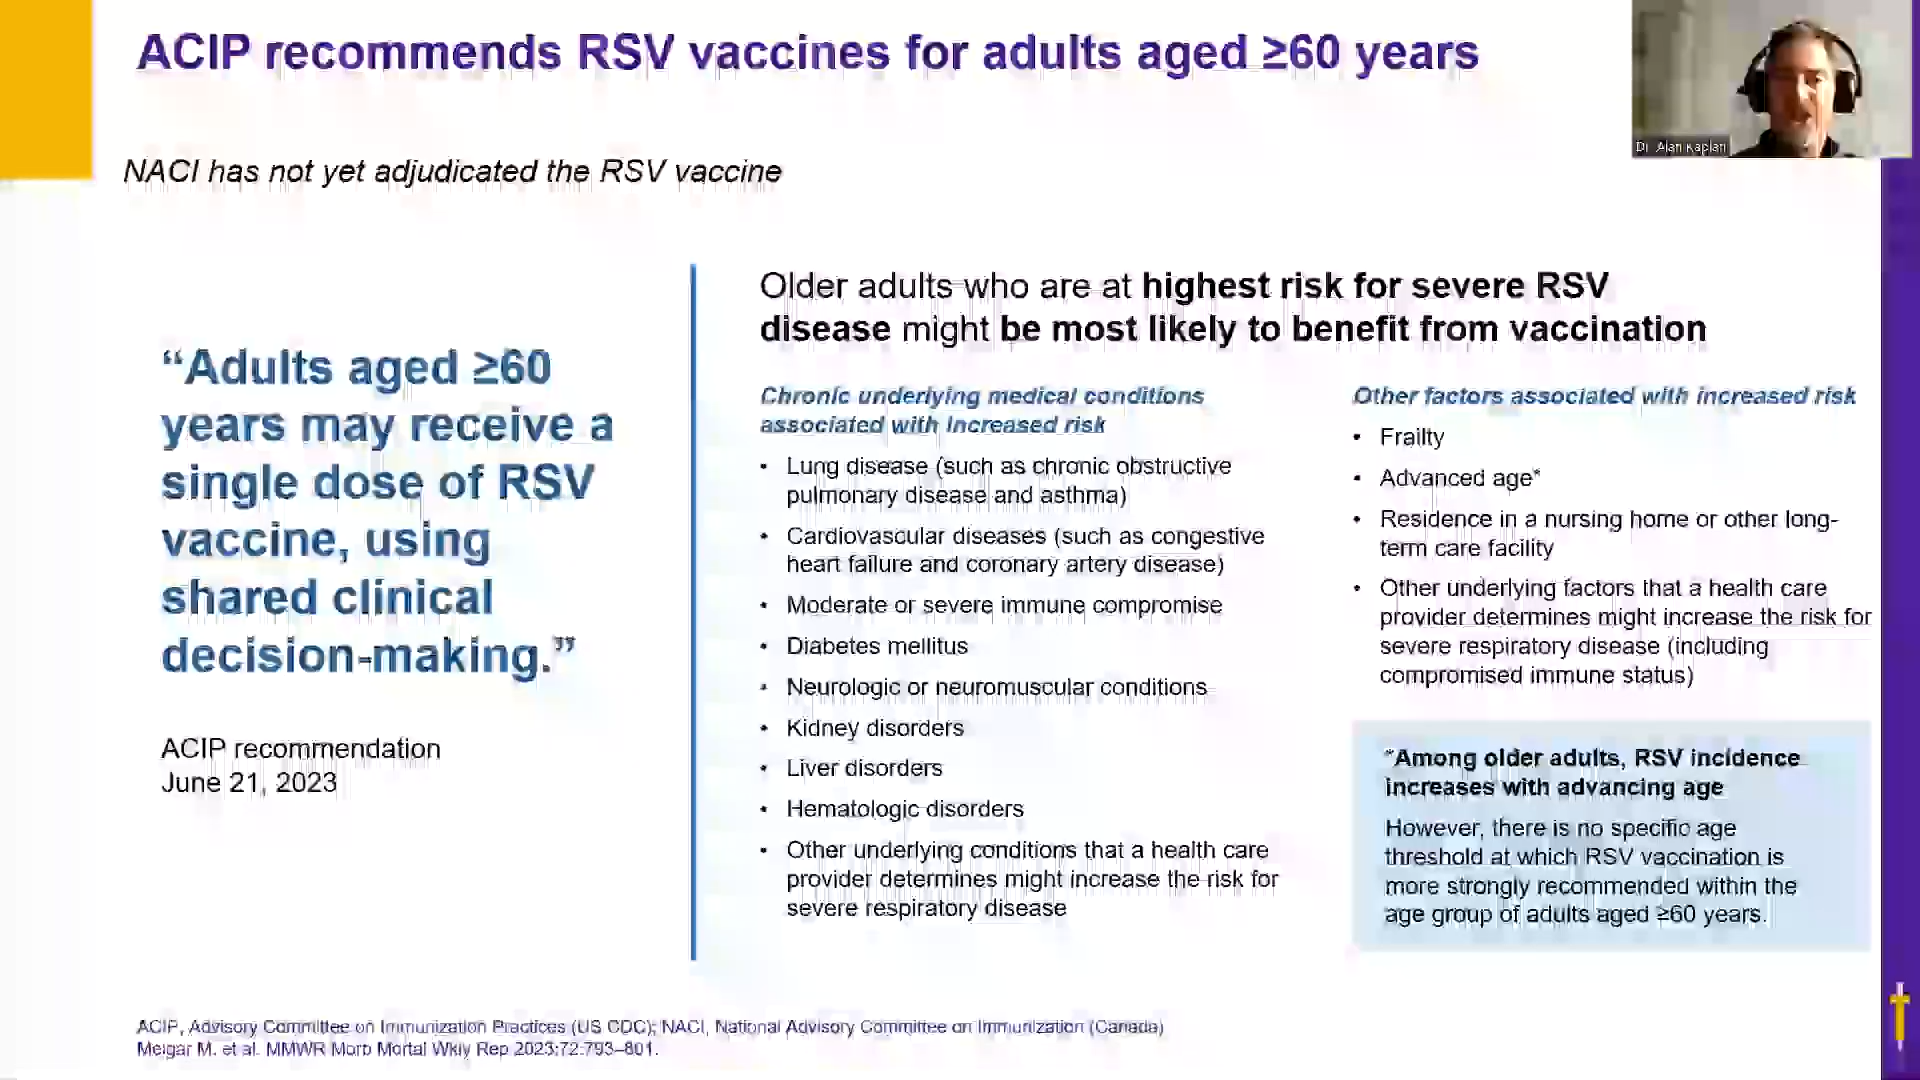 ACIP recommends RSV vaccines for adults aged ≥60 years
Dr. Alan Kaplan
NACI has not yet adjudicated the RSV vaccine
“Adults aged ≥60
years may receive a
single dose of RSV
vaccine, using
shared clinical
decision-making.”
ACIP recommendation
June 21, 2023
Older adults who are at highest risk for severe RSV
disease might be most likely to benefit from vaccination
Chronic underlying medical conditions
associated with increased risk
• Lung disease (such as chronic obstructive
pulmonary disease and asthma)
• Cardiovascular diseases (such as congestive
heart failure and coronary artery disease)
• Moderate or severe immune compromise
• Diabetes mellitus
• Neurologic or neuromuscular conditions
• Kidney disorders
• Liver disorders
• Hematologic disorders
• Other underlying conditions that a health care
provider determines might increase the risk for
severe respiratory disease
Other factors associated with increased risk
• Frailty
• Advanced age*
• Residence in a nursing home or other long-
term care facility
• Other underlying factors that a health care
provider determines might increase the risk for
severe respiratory disease (including
compromised immune status)
*Among older adults, RSV incidence
increases with advancing age
However, there is no specific age
threshold at which RSV vaccination is
more strongly recommended within the
age group of adults aged ≥60 years.
ACIP, Advisory Committee on Immunization Practices (US CDC); NACI, National Advisory Committee on Immunization (Canada)
Melgar M. et al. MMWR Morb Mortal Wkly Rep 2023;72:793–801.